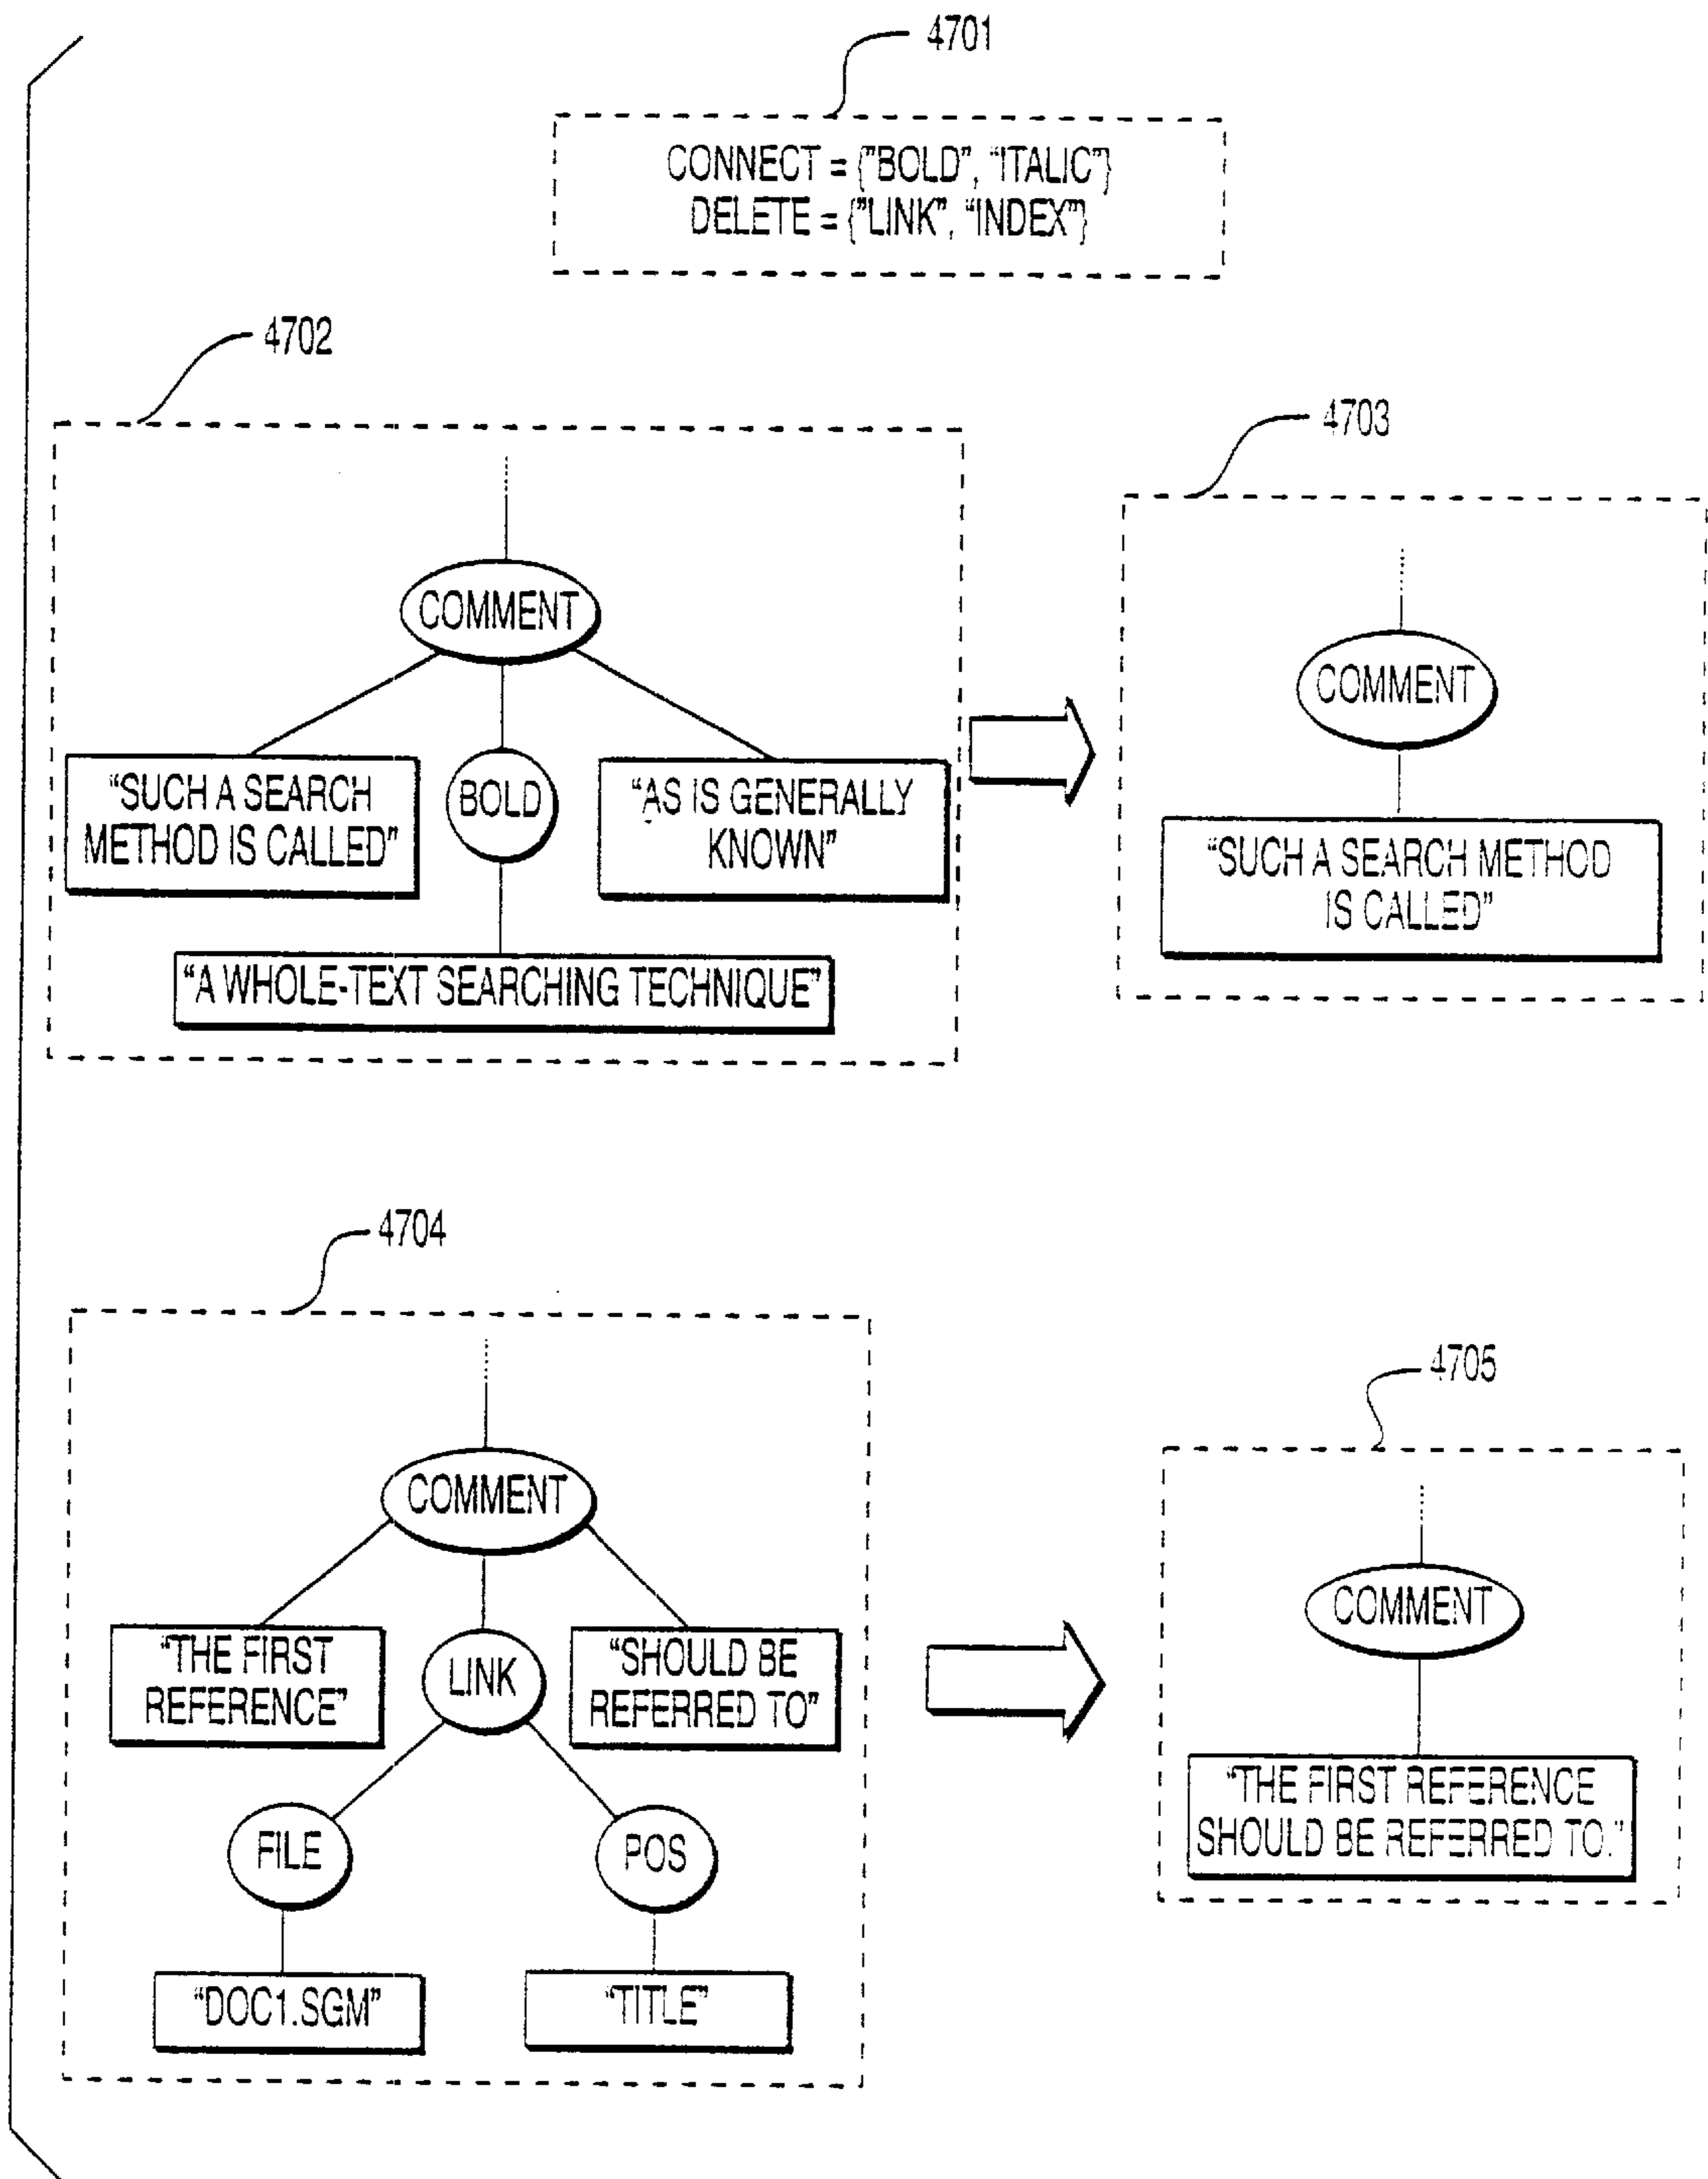 4701
CONNECT = {"BOLD", "ITALIC"}
DELETE = {"LINK", "INDEX"}
4702
COMMENT
"SUCH A SEARCH
METHOD IS CALLED"
BOLD
"AS IS GENERALLY
KNOWN"
"A WHOLE-TEXT SEARCHING TECHNIQUE"
4703
COMMENT
"SUCH A SEARCH METHOD
IS CALLED"
4704
COMMENT
"THE FIRST
REFERENCE"
LINK
"SHOULD BE
REFERRED TO"
FILE
POS
"DOC1.SGM"
"TITLE"
4705
COMMENT
"THE FIRST REFERENCE
SHOULD BE REFERRED TO."